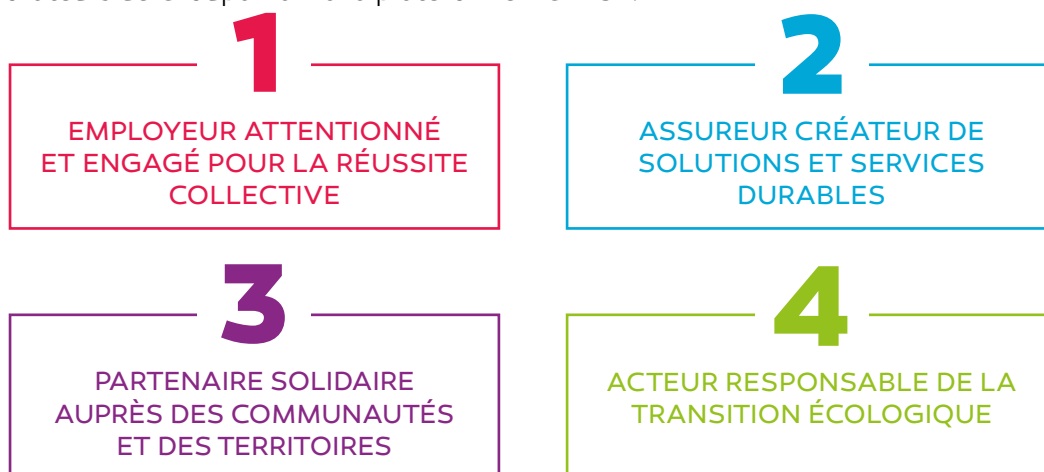 1
EMPLOYEUR ATTENTIONNÉ
ET ENGAGÉ POUR LA RÉUSSITE
COLLECTIVE
2
ASSUREUR CRÉATEUR DE
SOLUTIONS ET SERVICES
DURABLES
3
PARTENAIRE SOLIDAIRE
AUPRÈS DES COMMUNAUTÉS
ET DES TERRITOIRES
4
ACTEUR RESPONSABLE DE LA
TRANSITION ÉCOLOGIQUE